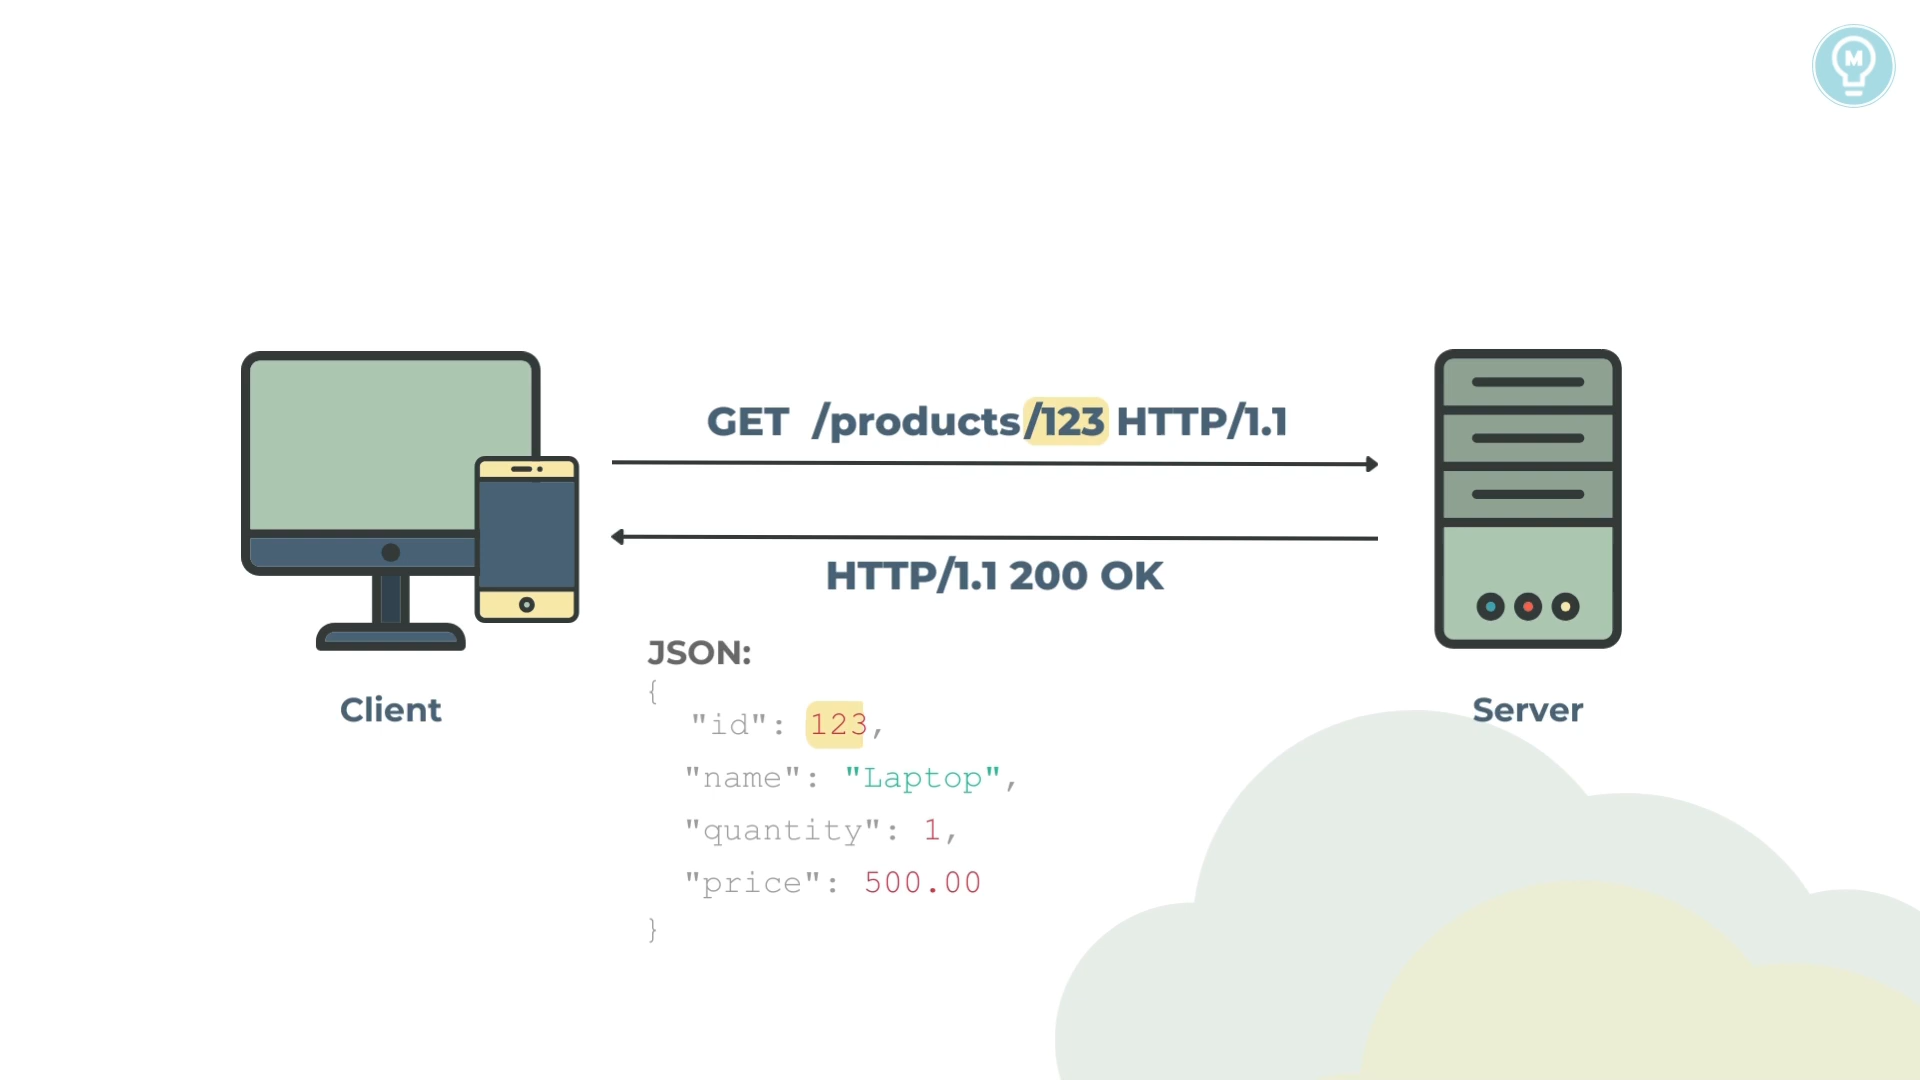 M
GET /products/123 HTTP/1.1
HTTP/1.1 200 OK
Client
Server
JSON:
{
"id": 123,
"name": "Laptop",
"quantity": 1,
"price": 500.00
}